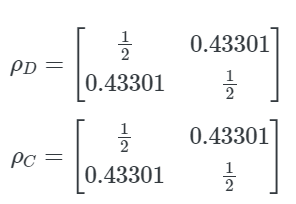 ρ_D = [ 1/2 0.43301
0.43301 1/2 ]
ρ_C = [ 1/2 0.43301
0.43301 1/2 ]